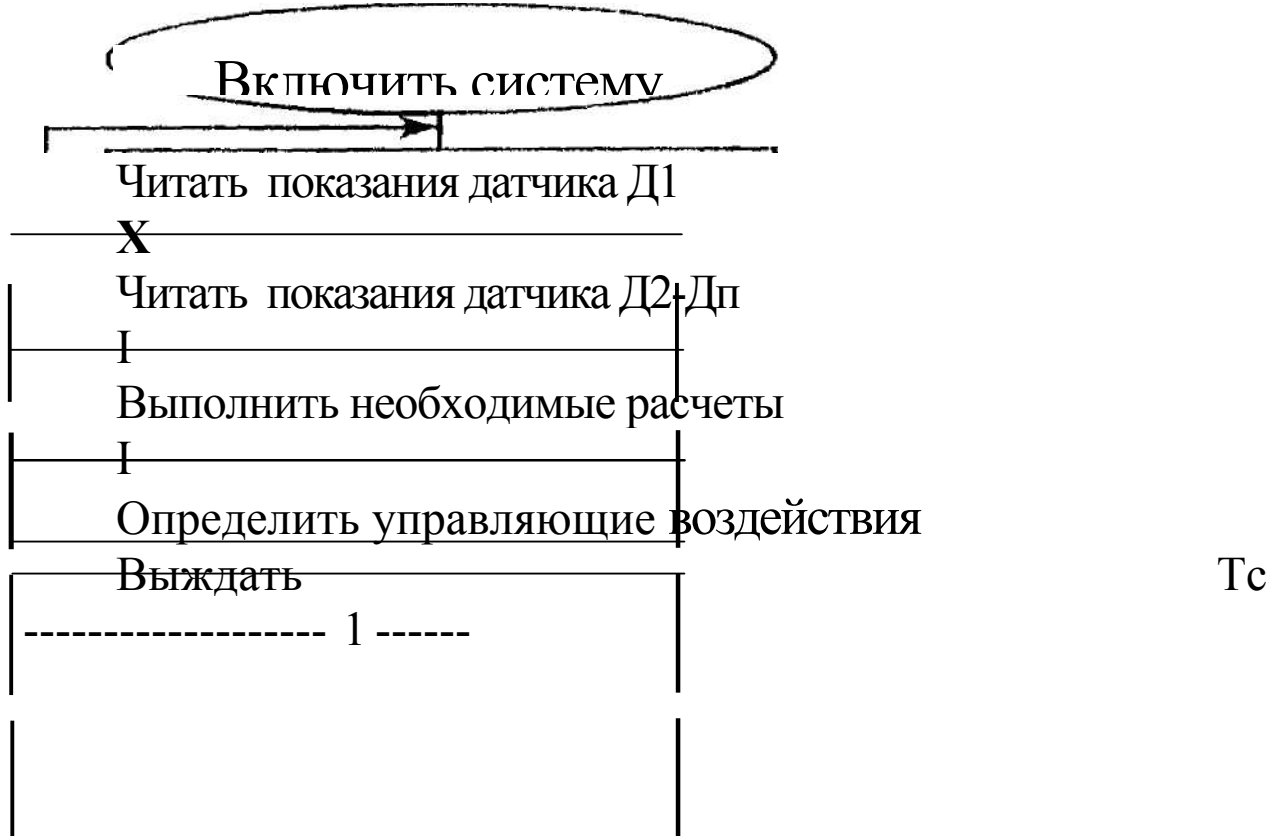 Включить систему
Читать показания датчика Д1
X
Читать показания датчика Д2-Дп
I
Выполнить необходимые расчеты
I
Определить управляющие воздействия
Выждать Тс
------------------- 1 ------